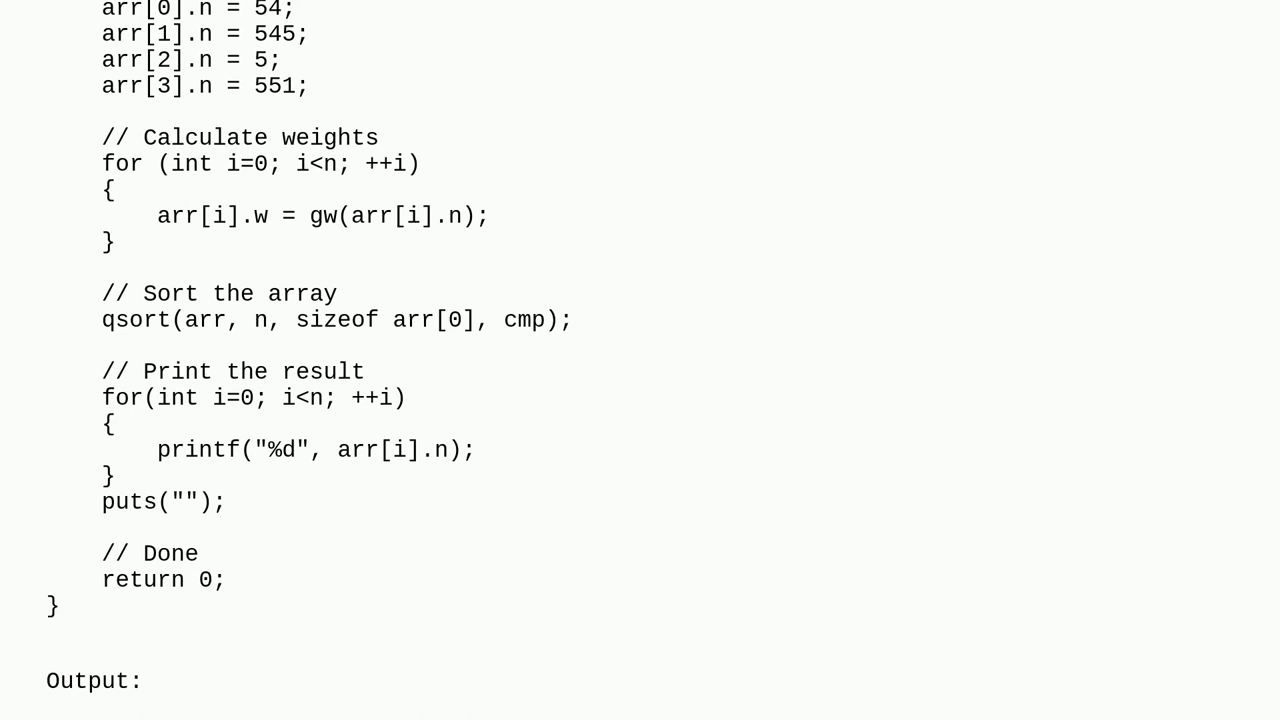 arr[0].n = 54;
arr[1].n = 545;
arr[2].n = 5;
arr[3].n = 551;
// Calculate weights
for (int i=0; i<n; ++i)
{
arr[i].w = gw(arr[i].n);
}
// Sort the array
qsort(arr, n, sizeof arr[0], cmp);
// Print the result
for(int i=0; i<n; ++i)
{
printf("%d", arr[i].n);
}
puts("");
// Done
return 0;
}
Output: